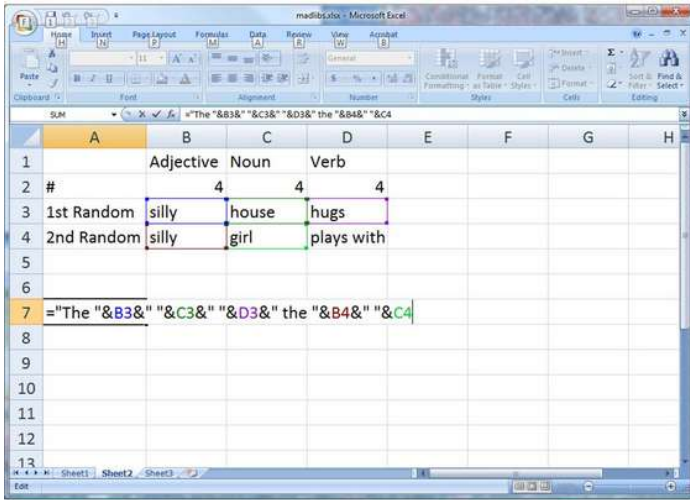 madlibs.xlsx - Microsoft Excel
Home Insert Page Layout Formulas Data Review View Acrobat
H N P M A R W B
Paste
11 A A General
B I U $ % ,
Conditional Formatting Format as Table Cell Styles
Insert
Delete
Format
Σ
Sort & Filter Find & Select
Clipboard Font Alignment Number Styles Cells Editing
SUM fx ="The "&B3&" "&C3&" "&D3&" the "&B4&" "&C4
A B C D E F G H
1 Adjective Noun Verb
2 # 4 4 4
3 1st Random silly house hugs
4 2nd Random silly girl plays with
5
6
7 ="The "&B3&" "&C3&" "&D3&" the "&B4&" "&C4
8
9
10
11
12
13
Sheet1 Sheet2 Sheet3
Edit